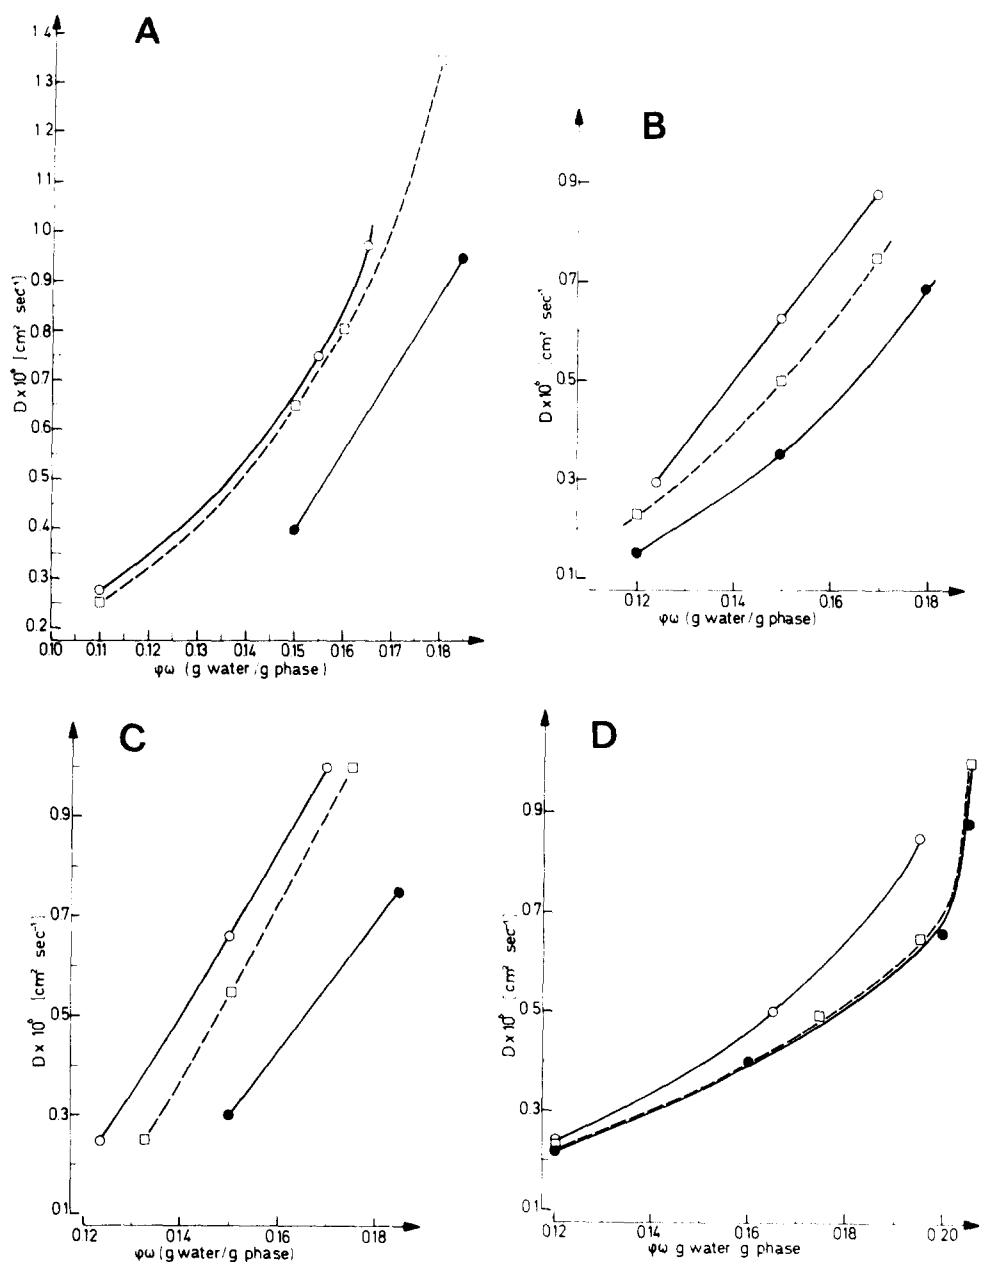 A
1.4
1.3
1.2
1.1
1.0
0.9
0.8
0.7
0.6
0.5
0.4
0.3
0.2
D x 10⁶ [cm² sec⁻¹]
0.10 0.11 0.12 0.13 0.14 0.15 0.16 0.17 0.18
φω (g water/g phase)
B
0.9
0.7
0.5
0.3
0.1
D x 10⁶ [cm² sec⁻¹
0.12 0.14 0.16 0.18
φω (g water/g phase)
C
0.9
0.7
0.5
0.3
0.1
D x 10⁶ [cm² sec⁻¹]
0.12 0.14 0.16 0.18
φω (g water/g phase)
D
0.9
0.7
0.5
0.3
0.1
D x 10⁶ [cm² sec⁻¹]
0.12 0.14 0.16 0.18 0.20
φω g water g phase